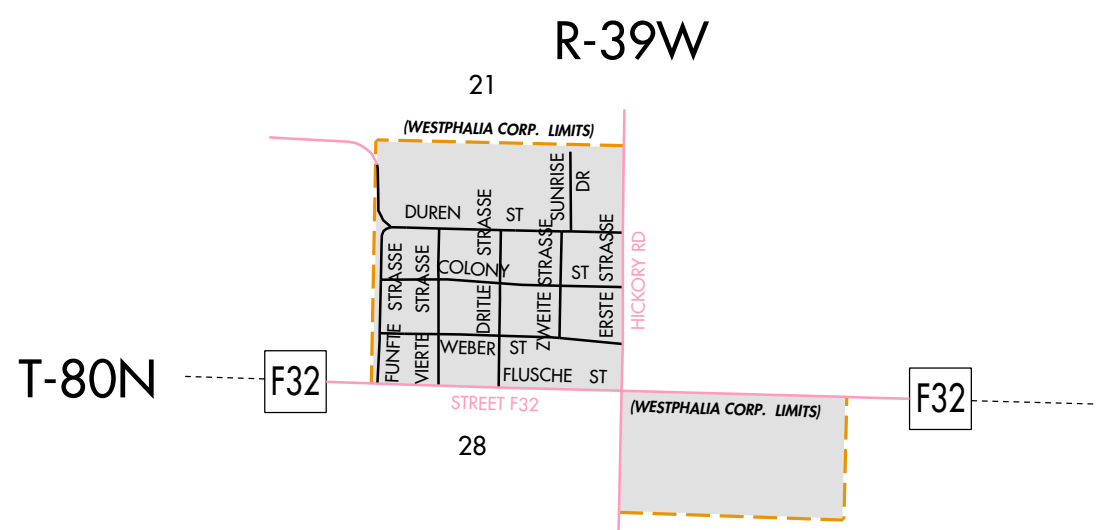 R-39W
21
(WESTPHALIA CORP. LIMITS)
SUNRISE DR
DUREN ST
COLONY ST
FUNFTE STRASSE
VIERTE STRASSE
DRITLE STRASSE
ZWEITE STRASSE
ERSTE STRASSE
HICKORY RD
WEBER ST
FLUSCHE ST
T-80N
F32
STREET F32
(WESTPHALIA CORP. LIMITS)
F32
28